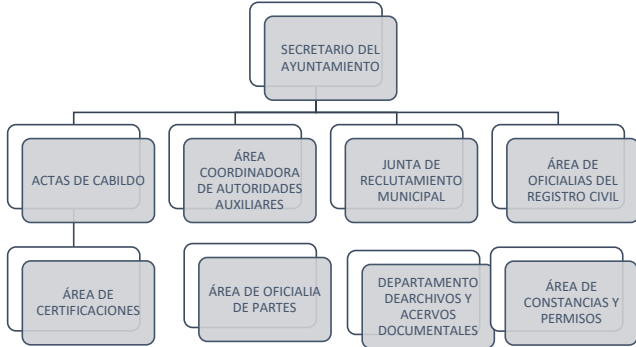 SECRETARIO DEL
AYUNTAMIENTO
ACTAS DE CABILDO
ÁREA
COORDINADORA
DE AUTORIDADES
AUXILIARES
JUNTA DE
RECLUTAMIENTO
MUNICIPAL
ÁREA DE
OFICIALIAS DEL
REGISTRO CIVIL
ÁREA DE
CERTIFICACIONES
ÁREA DE OFICIALIA
DE PARTES
DEPARTAMENTO
DEARCHIVOS Y
ACERVOS
DOCUMENTALES
ÁREA DE
CONSTANCIAS Y
PERMISOS